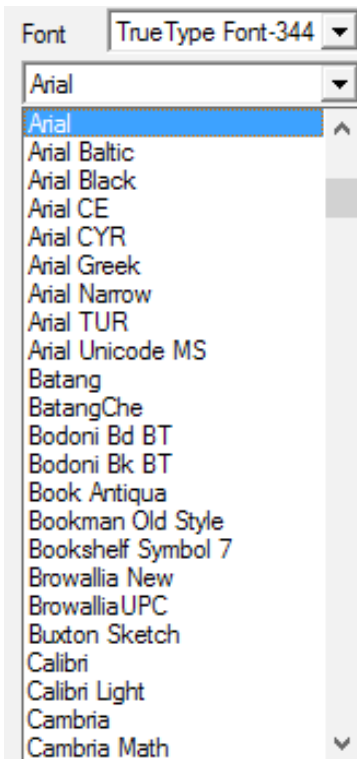 Font TrueType Font-344
Arial
Arial
Arial Baltic
Arial Black
Arial CE
Arial CYR
Arial Greek
Arial Narrow
Arial TUR
Arial Unicode MS
Batang
BatangChe
Bodoni Bd BT
Bodoni Bk BT
Book Antiqua
Bookman Old Style
Bookshelf Symbol 7
Browallia New
BrowalliaUPC
Buxton Sketch
Calibri
Calibri Light
Cambria
Cambria Math